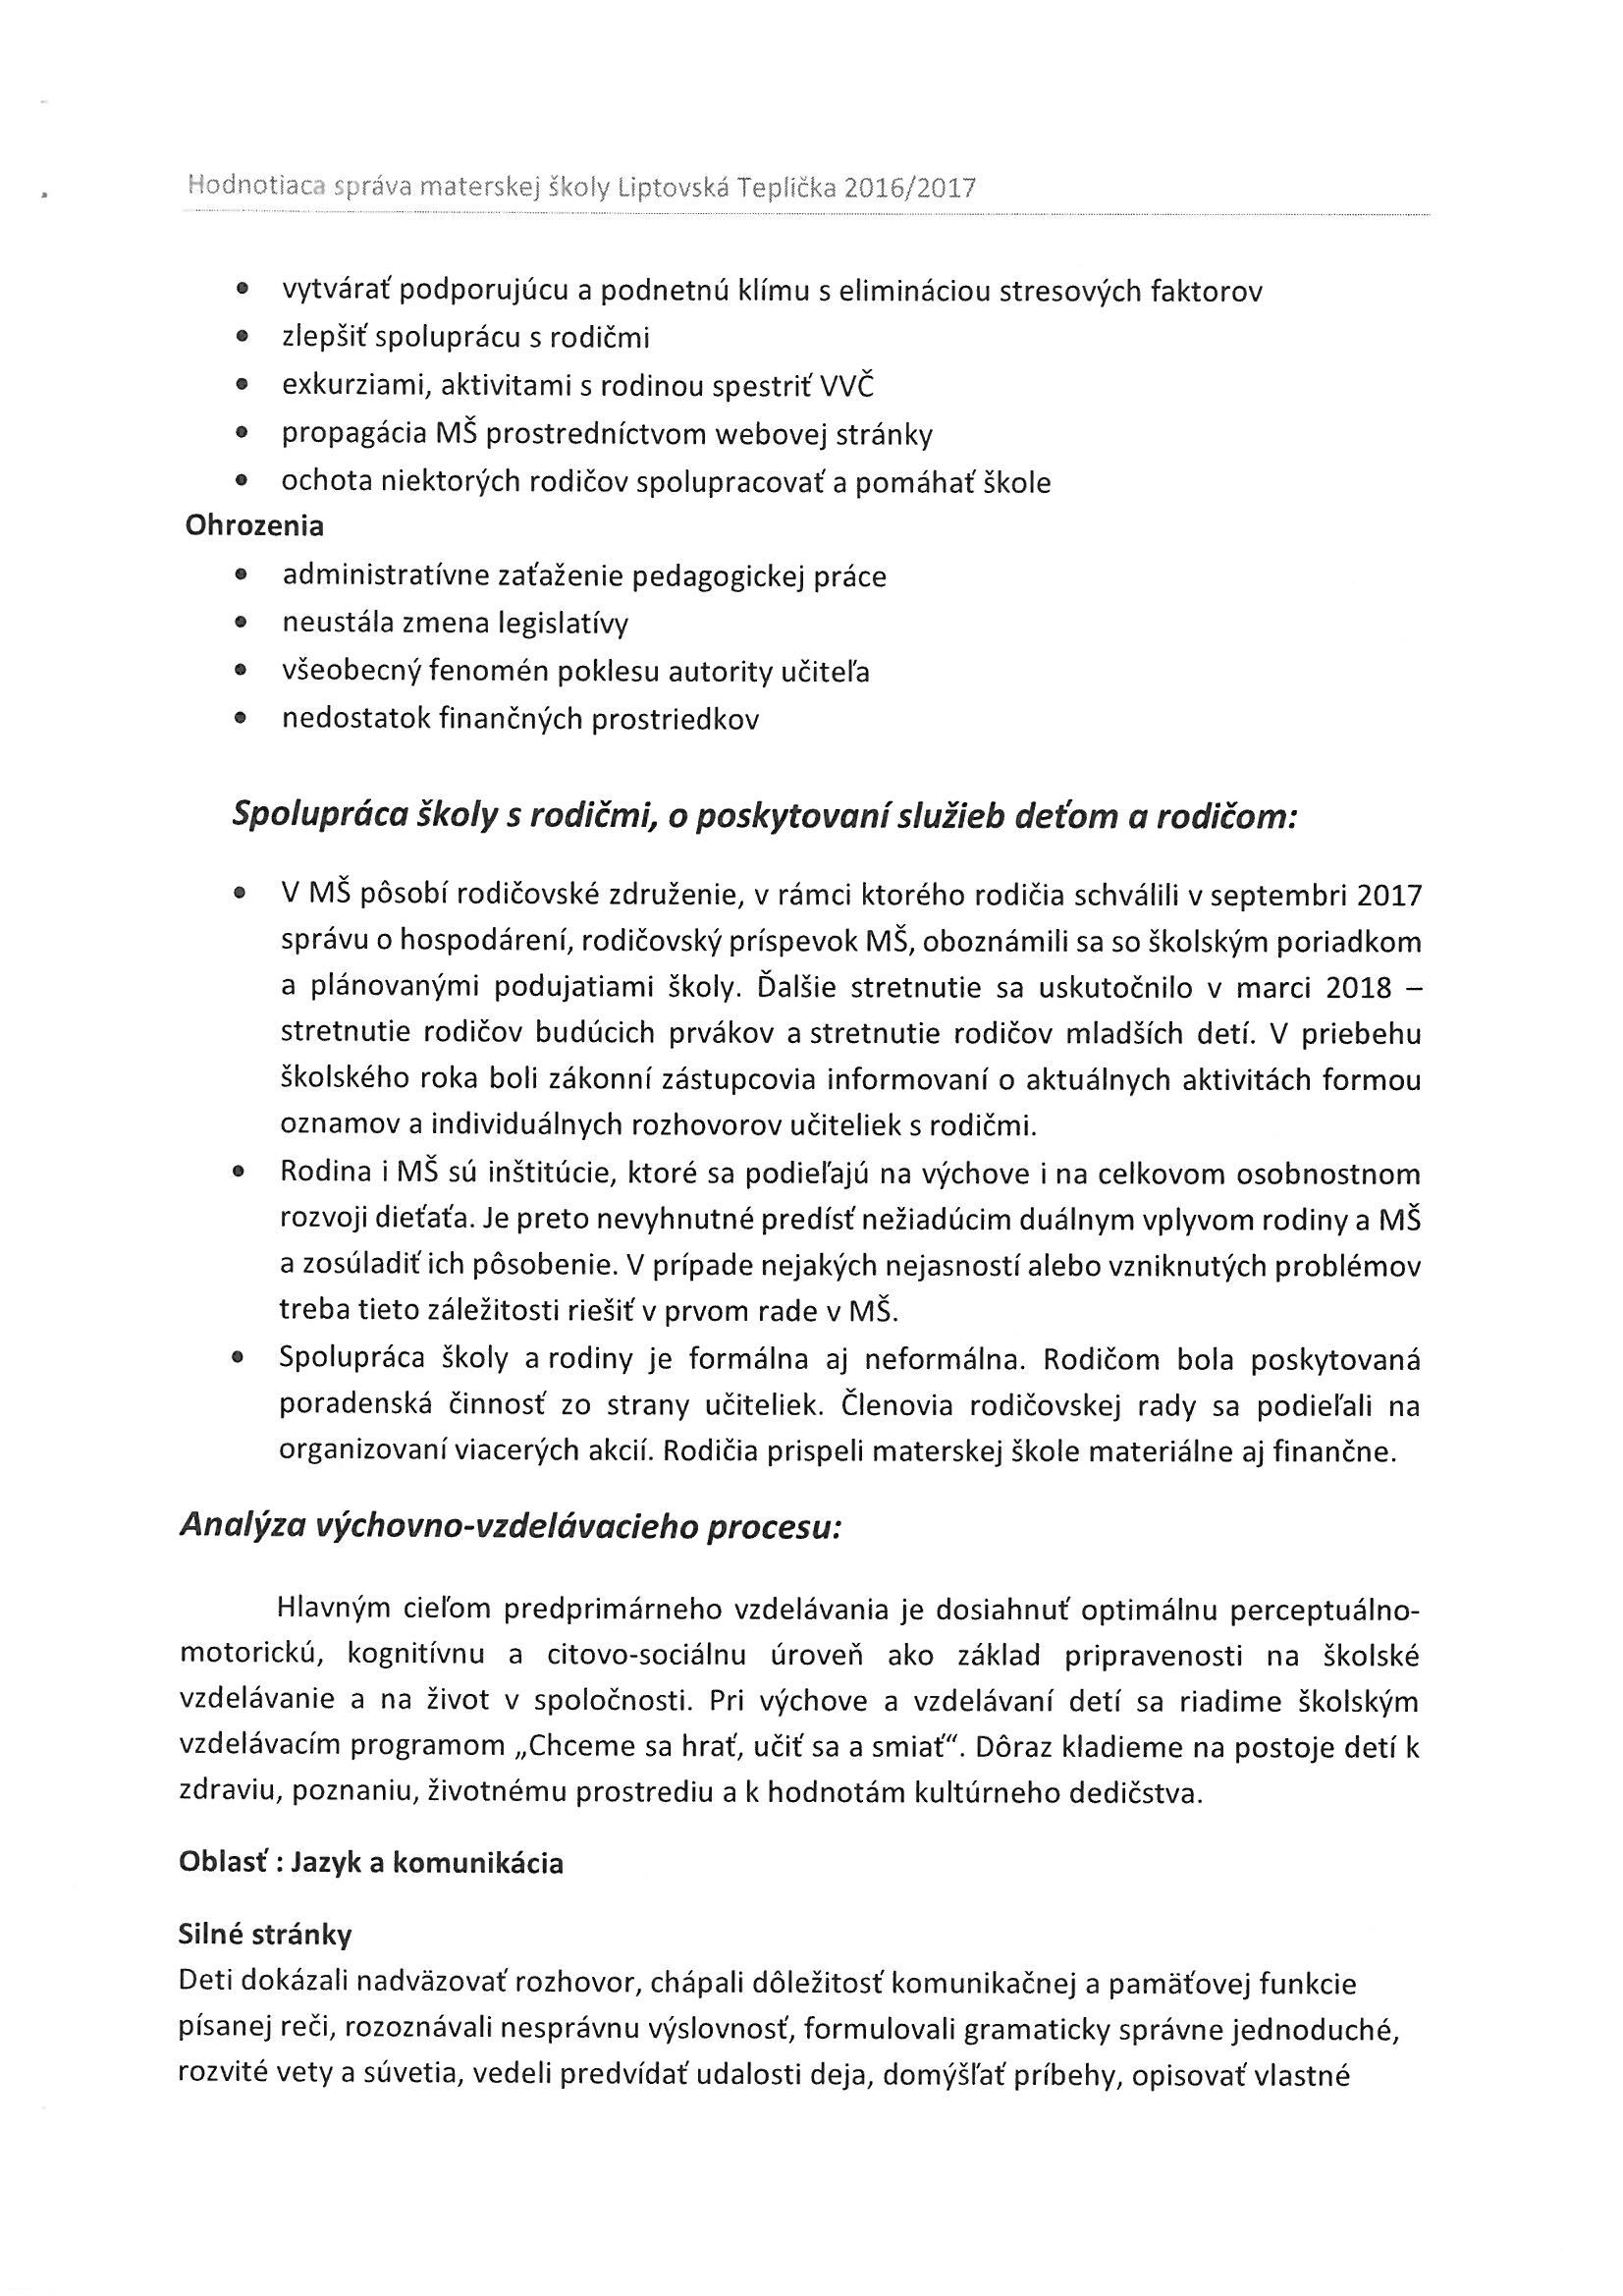 Hodnotiaca správa materskej školy Liptovská Teplička 2016/2017
• vytvárať podporujúcu a podnetnú klímu s elimináciou stresových faktorov
• zlepšiť spoluprácu s rodičmi
• exkurziami, aktivitami s rodinou spestriť VVČ
• propagácia MŠ prostredníctvom webovej stránky
• ochota niektorých rodičov spolupracovať a pomáhať škole
Ohrozenia
• administratívne zaťaženie pedagogickej práce
• neustála zmena legislatívy
• všeobecný fenomén poklesu autority učiteľa
• nedostatok finančných prostriedkov
Spolupráca školy s rodičmi, o poskytovaní služieb deťom a rodičom:
• V MŠ pôsobí rodičovské združenie, v rámci ktorého rodičia schválili v septembri 2017
správu o hospodárení, rodičovský príspevok MŠ, oboznámili sa so školským poriadkom
a plánovanými podujatiami školy. Ďalšie stretnutie sa uskutočnilo v marci 2018 –
stretnutie rodičov budúcich prvákov a stretnutie rodičov mladších detí. V priebehu
školského roka boli zákonní zástupcovia informovaní o aktuálnych aktivitách formou
oznamov a individuálnych rozhovorov učiteliek s rodičmi.
• Rodina i MŠ sú inštitúcie, ktoré sa podieľajú na výchove i na celkovom osobnostnom
rozvoji dieťaťa. Je preto nevyhnutné predísť nežiadúcim duálnym vplyvom rodiny a MŠ
a zosúladiť ich pôsobenie. V prípade nejakých nejasností alebo vzniknutých problémov
treba tieto záležitosti riešiť v prvom rade v MŠ.
• Spolupráca školy a rodiny je formálna aj neformálna. Rodičom bola poskytovaná
poradenská činnosť zo strany učiteliek. Členovia rodičovskej rady sa podieľali na
organizovaní viacerých akcií. Rodičia prispeli materskej škole materiálne aj finančne.
Analýza výchovno-vzdelávacieho procesu:
Hlavným cieľom predprimárneho vzdelávania je dosiahnuť optimálnu perceptuálno-
motorickú, kognitívnu a citovo-sociálnu úroveň ako základ pripravenosti na školské
vzdelávanie a na život v spoločnosti. Pri výchove a vzdelávaní detí sa riadime školským
vzdelávacím programom „Chceme sa hrať, učiť sa a smiať“. Dôraz kladieme na postoje detí k
zdraviu, poznaniu, životnému prostrediu a k hodnotám kultúrneho dedičstva.
Oblasť : Jazyk a komunikácia
Silné stránky
Deti dokázali nadväzovať rozhovor, chápali dôležitosť komunikačnej a pamäťovej funkcie
písanej reči, rozoznávali nesprávnu výslovnosť, formulovali gramaticky správne jednoduché,
rozvité vety a súvetia, vedeli predvídať udalosti deja, domýšľať príbehy, opisovať vlastné